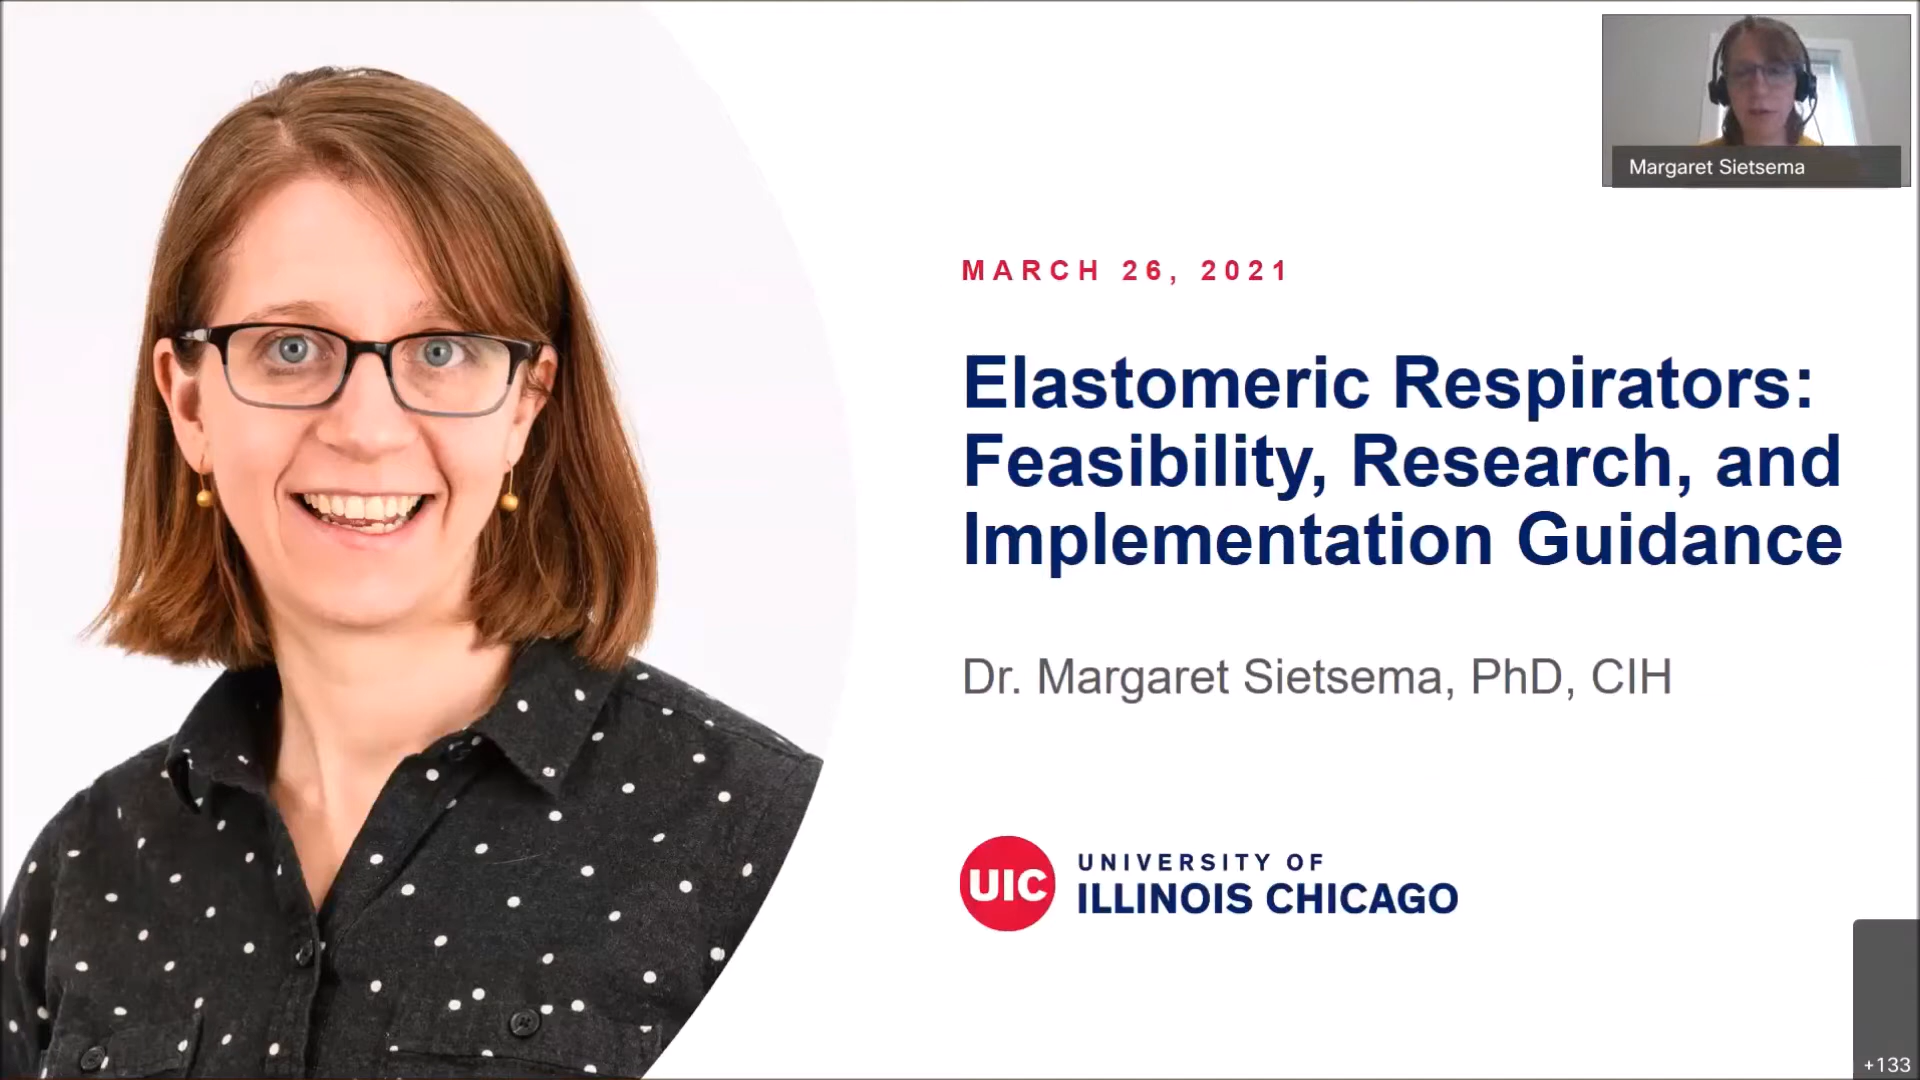 Margaret Sietsema
MARCH 26, 2021
Elastomeric Respirators:
Feasibility, Research, and
Implementation Guidance
Dr. Margaret Sietsema, PhD, CIH
UIC
UNIVERSITY OF
ILLINOIS CHICAGO
+133